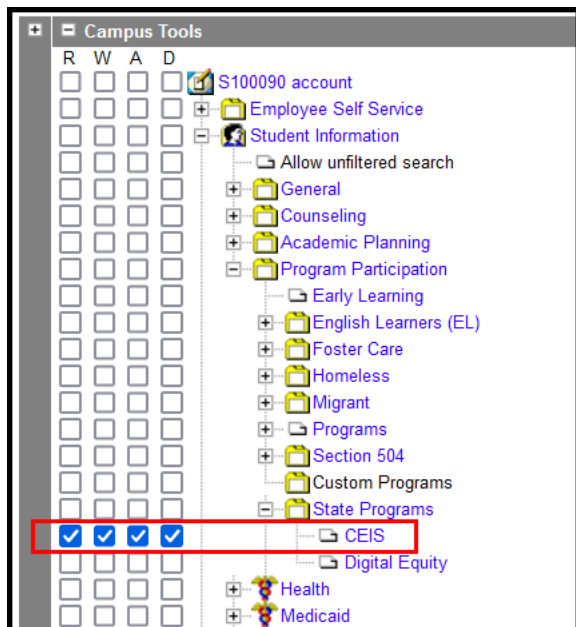 Campus Tools
R W A D
S100090 account
Employee Self Service
Student Information
Allow unfiltered search
General
Counseling
Academic Planning
Program Participation
Early Learning
English Learners (EL)
Foster Care
Homeless
Migrant
Programs
Section 504
Custom Programs
State Programs
CEIS
Digital Equity
Health
Medicaid